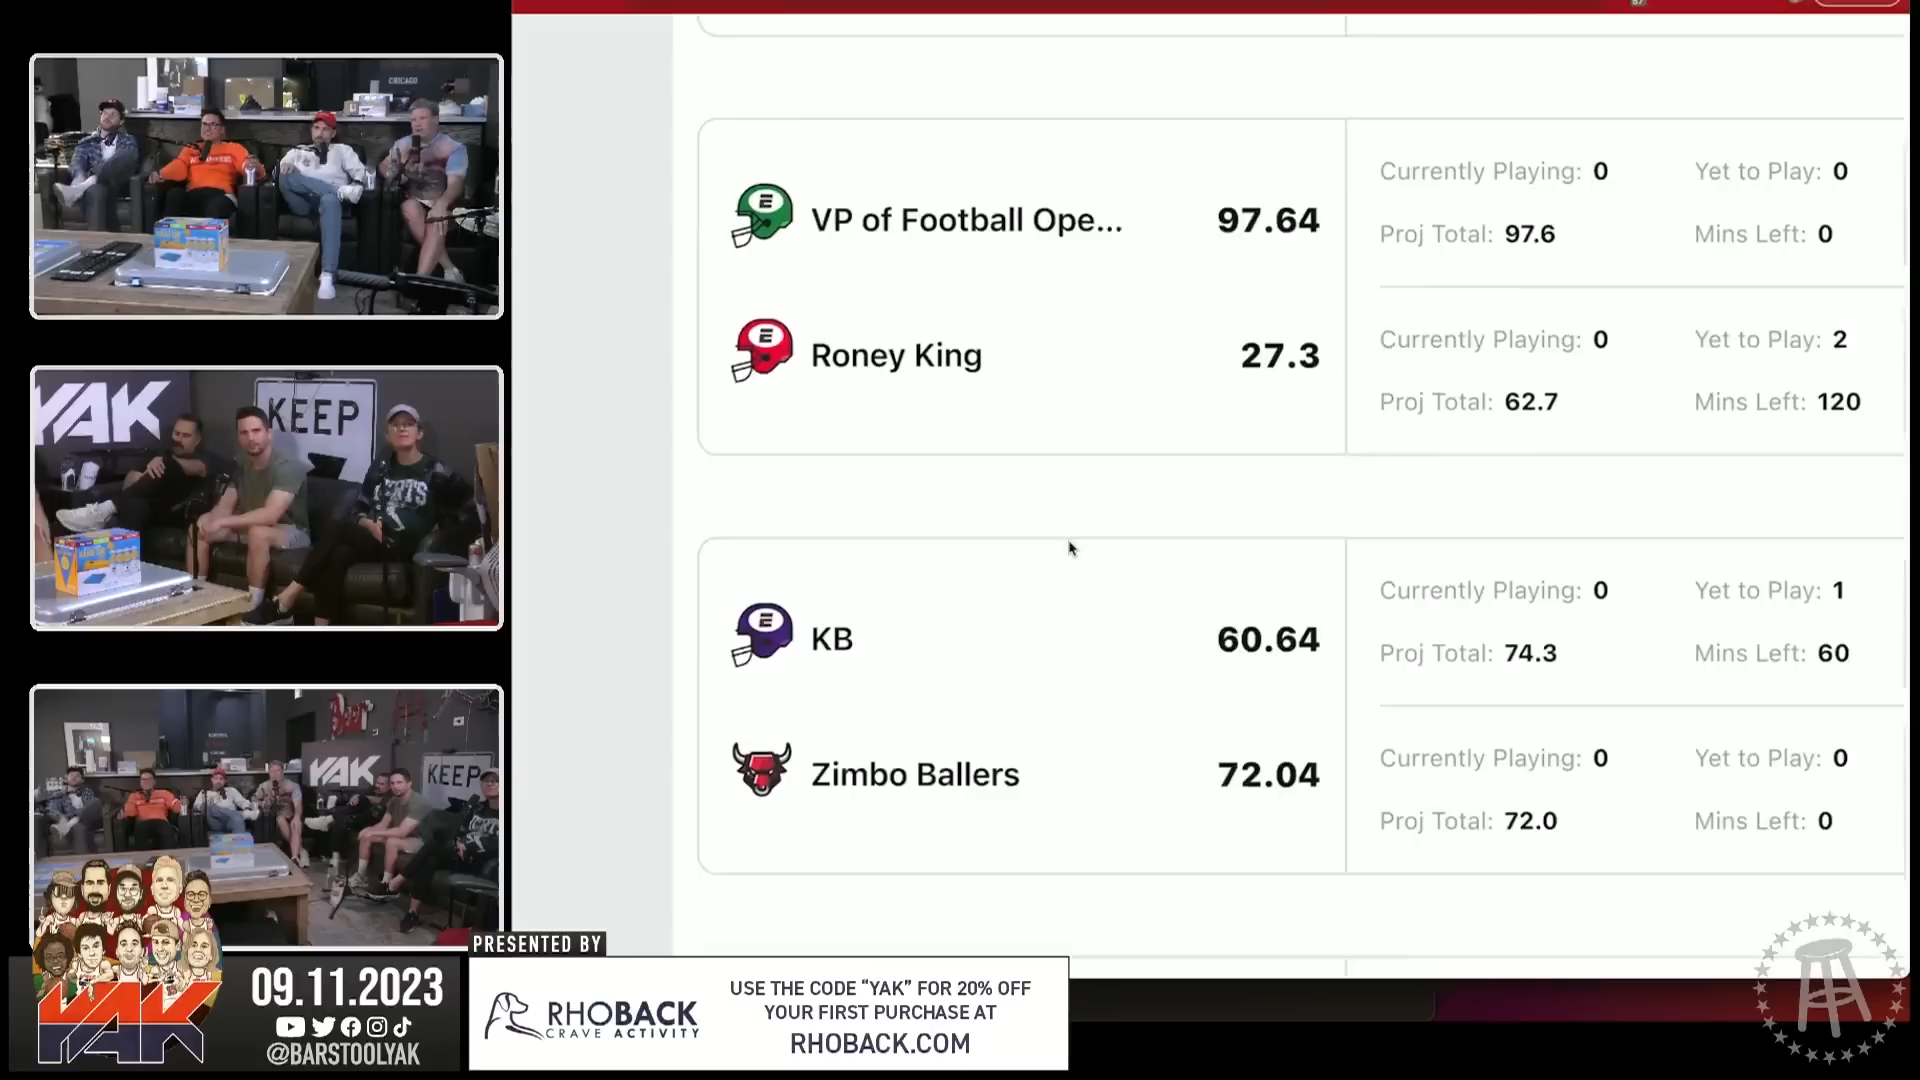 CHICAGO
YAK
KEEP
Beer
YAK
KEEP
VP of Football Ope... 97.64
Currently Playing: 0 Yet to Play: 0
Proj Total: 97.6 Mins Left: 0
Roney King 27.3
Currently Playing: 0 Yet to Play: 2
Proj Total: 62.7 Mins Left: 120
KB 60.64
Currently Playing: 0 Yet to Play: 1
Proj Total: 74.3 Mins Left: 60
Zimbo Ballers 72.04
Currently Playing: 0 Yet to Play: 0
Proj Total: 72.0 Mins Left: 0
YAK
09.11.2023
@BARSTOOLYAK
PRESENTED BY
RHOBACK
CRAVE ACTIVITY
USE THE CODE “YAK” FOR 20% OFF
YOUR FIRST PURCHASE AT
RHOBACK.COM